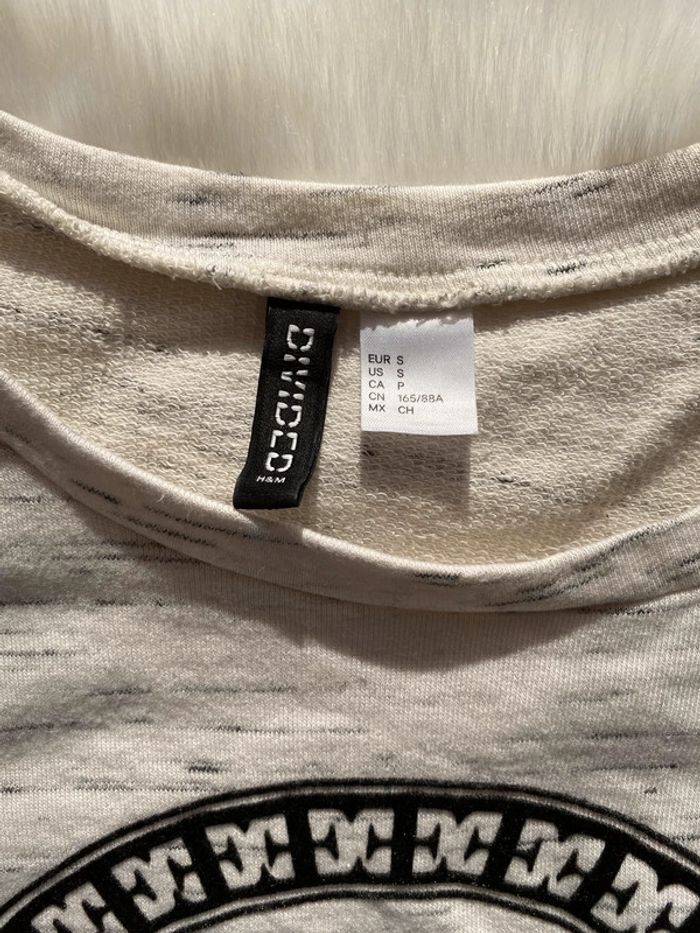 DIVIDED
H&M
EUR S
US S
CA P
CN 165/88A
MX CH